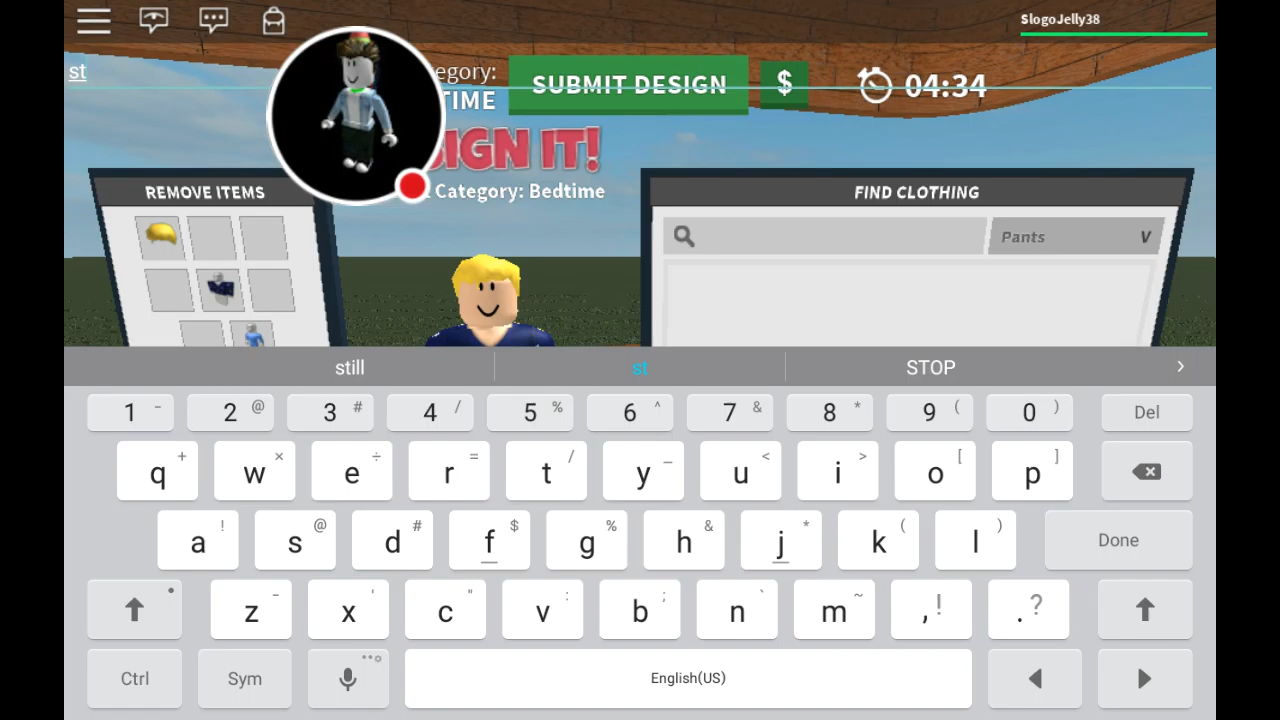 SlogoJelly38
st
egory:
TIME
SUBMIT DESIGN
$
04:34
SIGN IT!
Category: Bedtime
REMOVE ITEMS
FIND CLOTHING
Pants V
still st STOP >
1 - 2 @ 3 # 4 / 5 % 6 ^ 7 & 8 * 9 ( 0 ) Del
q + w × e ÷ r = t / y _ u < i > o [ p ]
a ! s @ d # f $ g % h & j * k ( l ) Done
z - x ' c " v : b ; n ` m ~ , ! . ?
Ctrl Sym English(US)